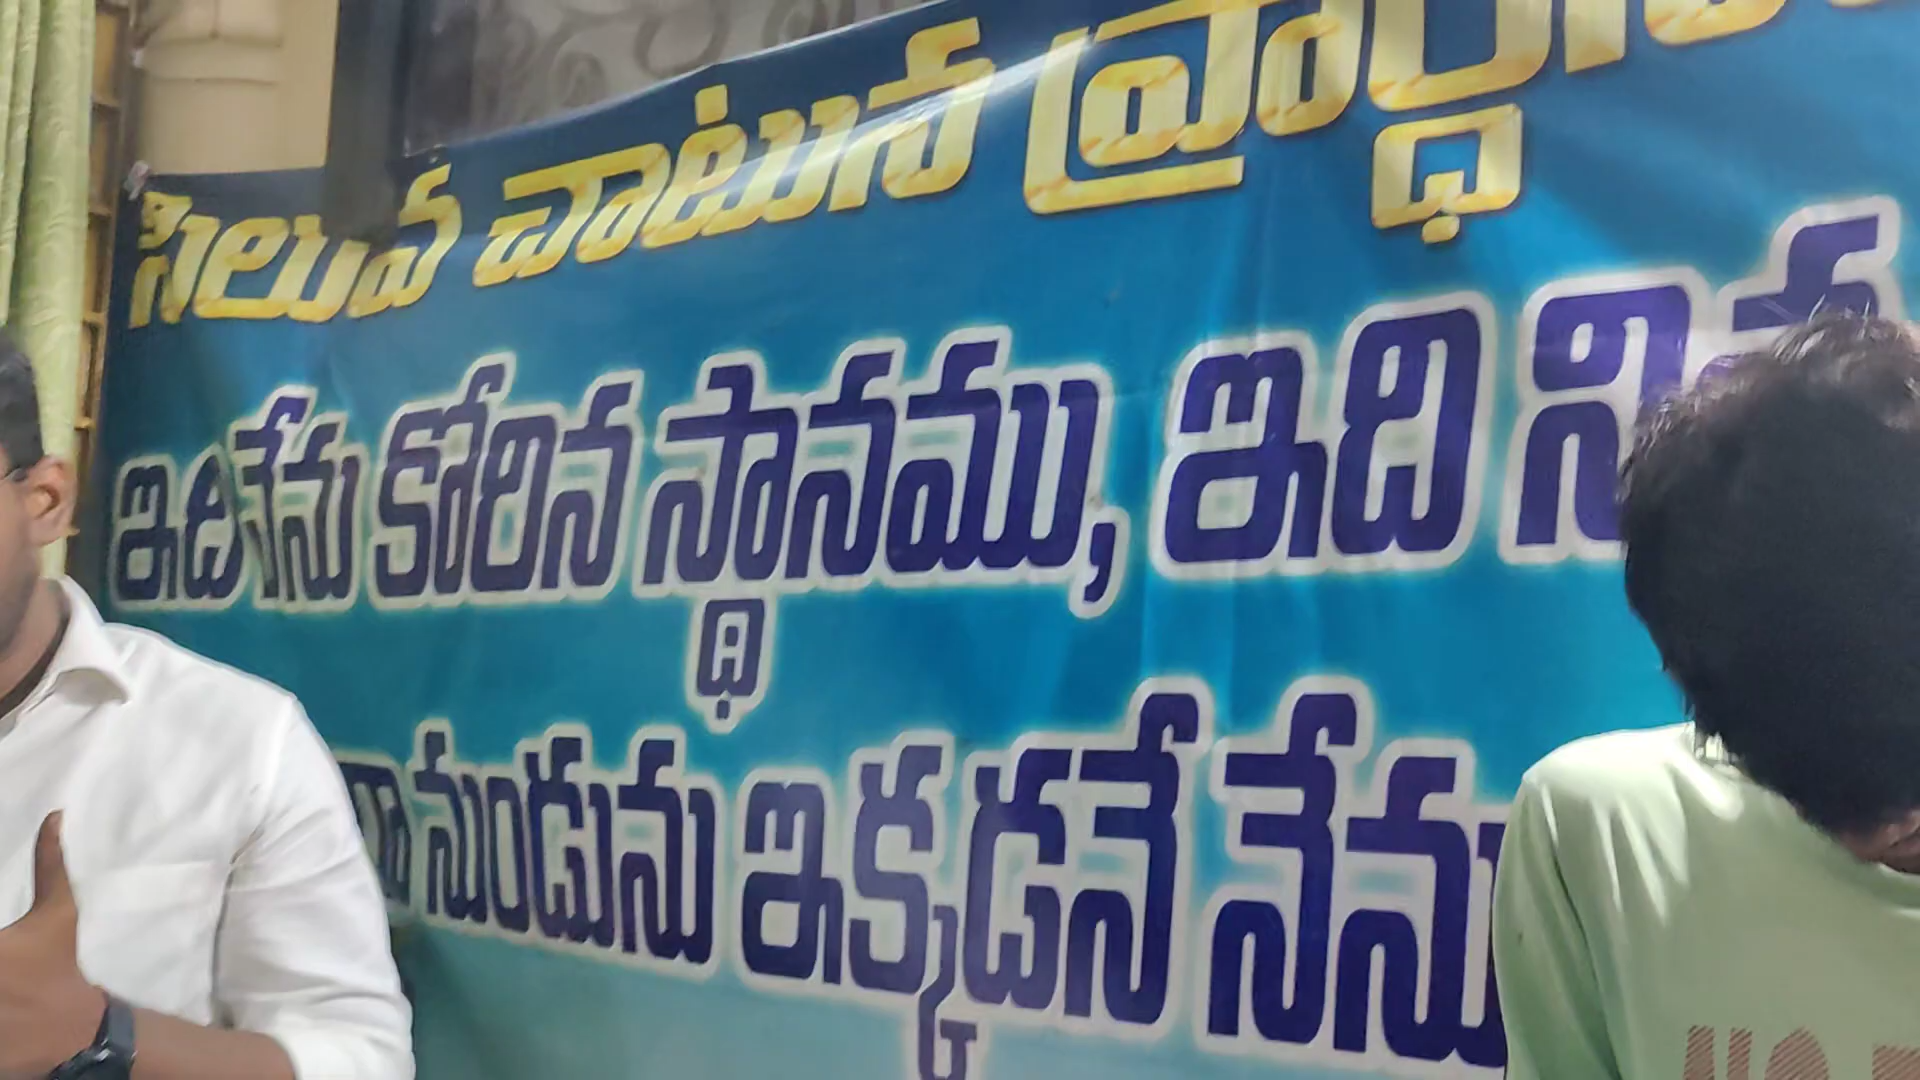 సిలువ చాటున
ఇది నేను కోరిన స్థానము, ఇది
నుండును ఇక్కడనే నేను